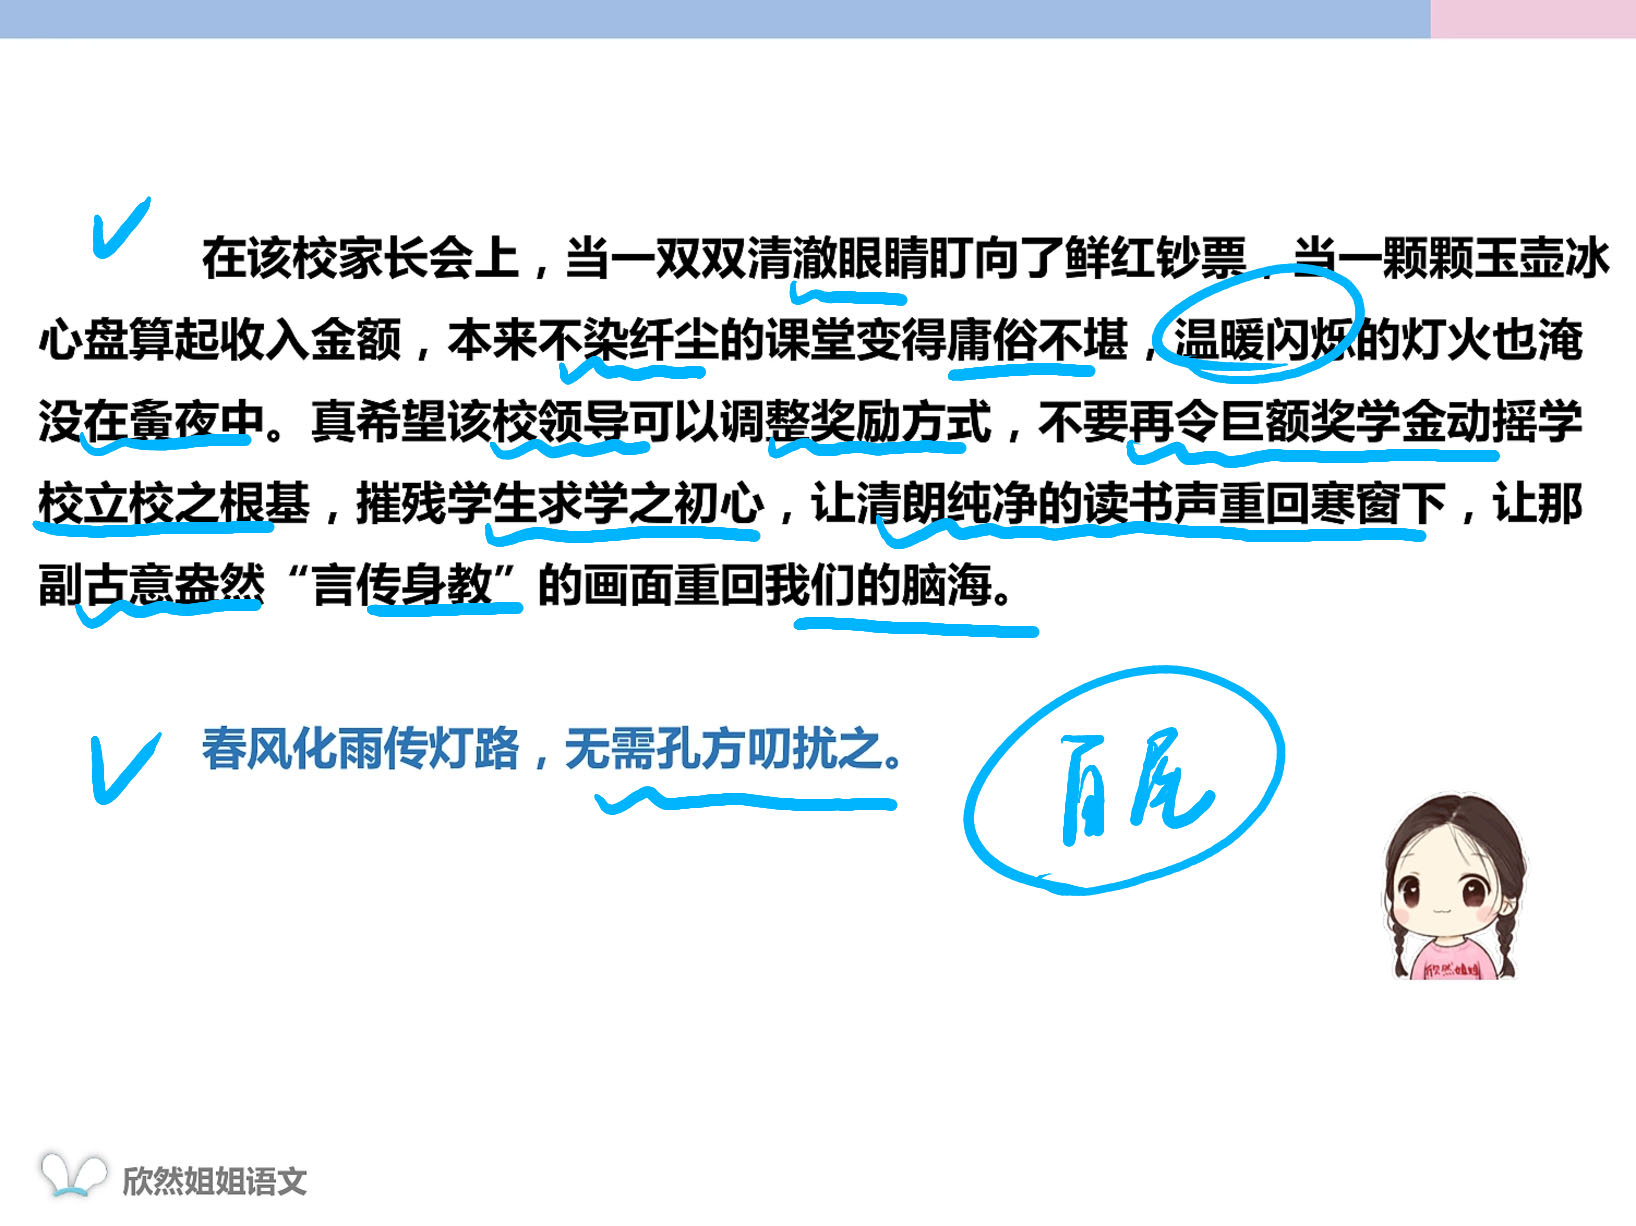 在该校家长会上，当一双双清澈眼睛盯向了鲜红钞票，当一颗颗玉壶冰
心盘算起收入金额，本来不染纤尘的课堂变得庸俗不堪，温暖闪烁的灯火也淹
没在夤夜中。真希望该校领导可以调整奖励方式，不要再令巨额奖学金动摇学
校立校之根基，摧残学生求学之初心，让清朗纯净的读书声重回寒窗下，让那
副古意盎然“言传身教”的画面重回我们的脑海。
春风化雨传灯路，无需孔方叨扰之。
欣然姐姐
欣然姐姐语文